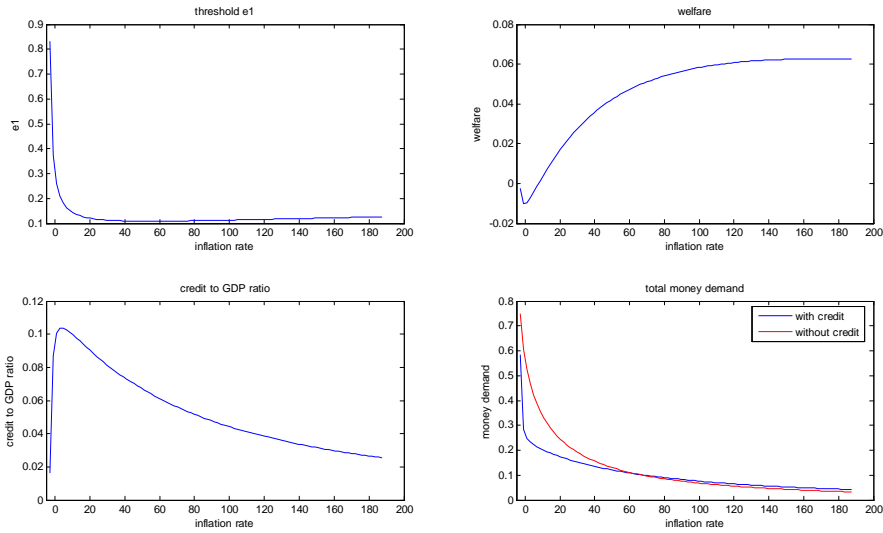 threshold e1
0.9
0.8
0.7
0.6
0.5
0.4
0.3
0.2
0.1
e1
0 20 40 60 80 100 120 140 160 180 200
inflation rate
welfare
0.08
0.06
0.04
0.02
0
-0.02
welfare
0 20 40 60 80 100 120 140 160 180 200
inflation rate
credit to GDP ratio
0.12
0.1
0.08
0.06
0.04
0.02
0
credit to GDP ratio
0 20 40 60 80 100 120 140 160 180 200
inflation rate
total money demand
0.8
0.7
0.6
0.5
0.4
0.3
0.2
0.1
0
money demand
with credit
without credit
0 20 40 60 80 100 120 140 160 180 200
inflation rate